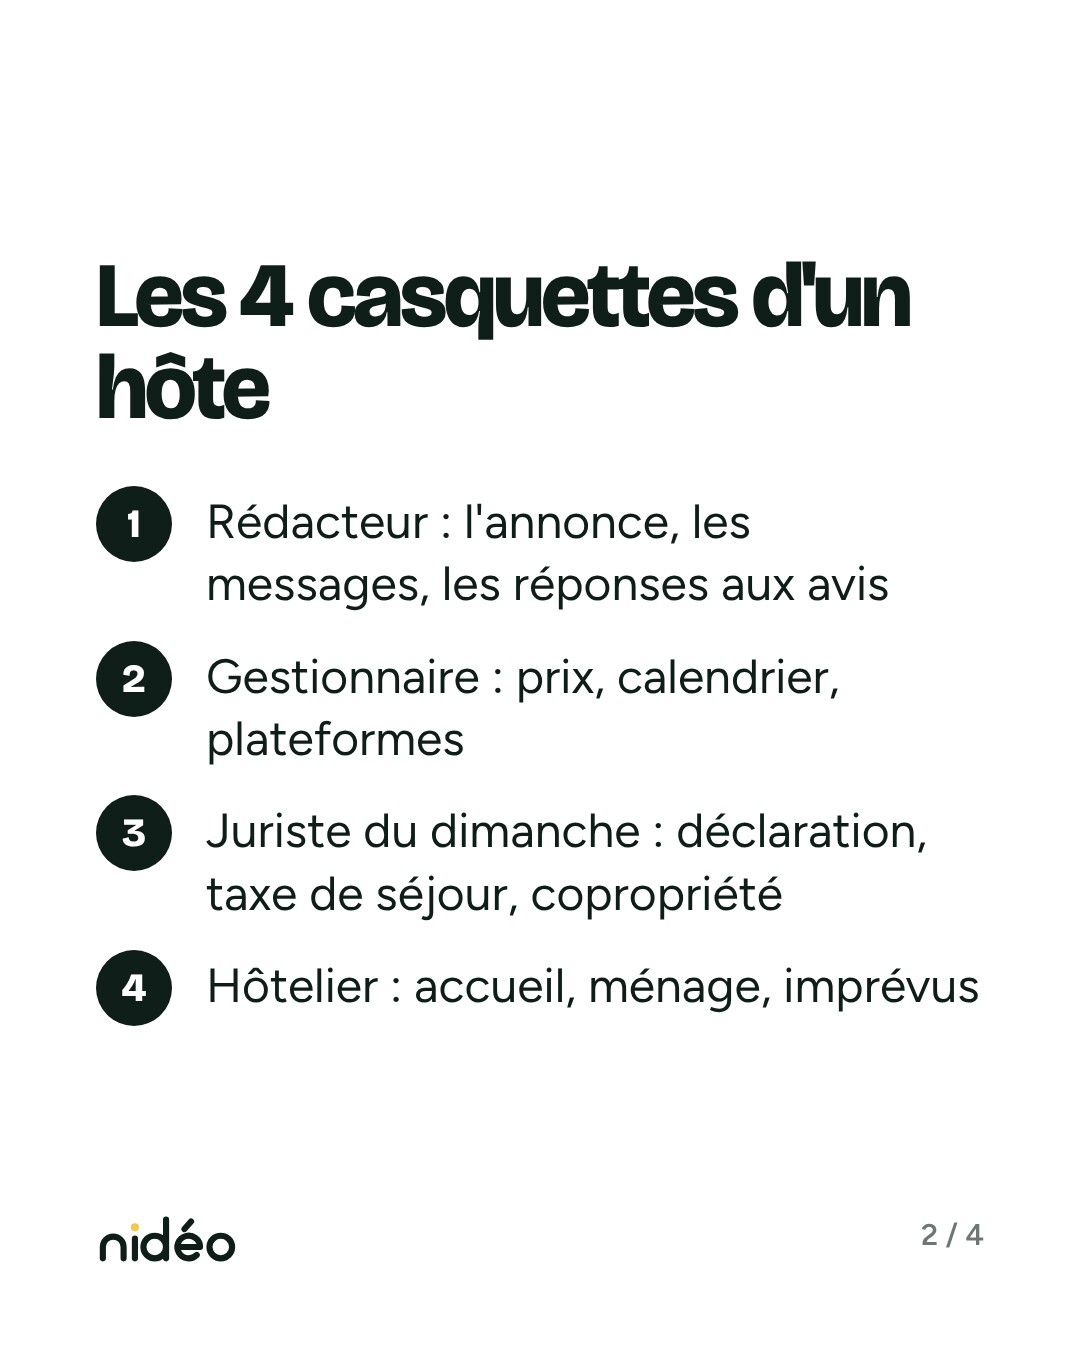 Les 4 casquettes d'un
hôte
1 Rédacteur : l'annonce, les
messages, les réponses aux avis
2 Gestionnaire : prix, calendrier,
plateformes
3 Juriste du dimanche : déclaration,
taxe de séjour, copropriété
4 Hôtelier : accueil, ménage, imprévus
nidéo
2 / 4